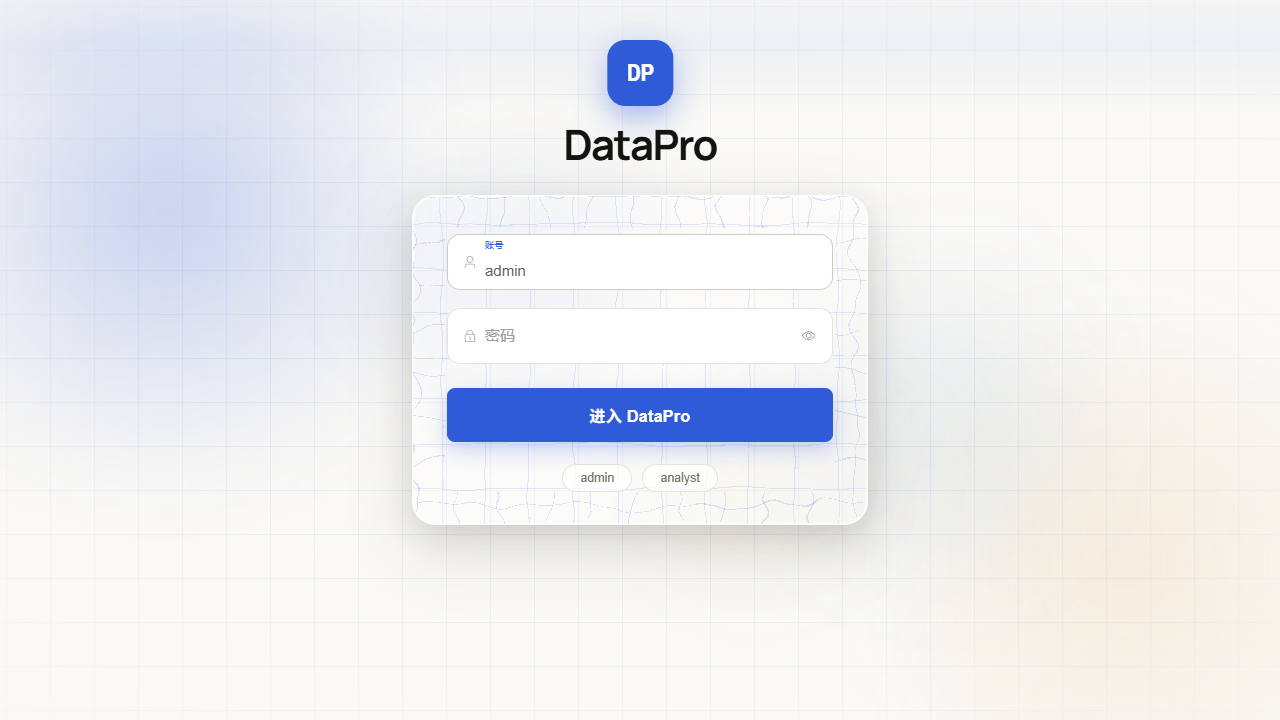 DP
DataPro
账号
admin
密码
进入 DataPro
admin
analyst